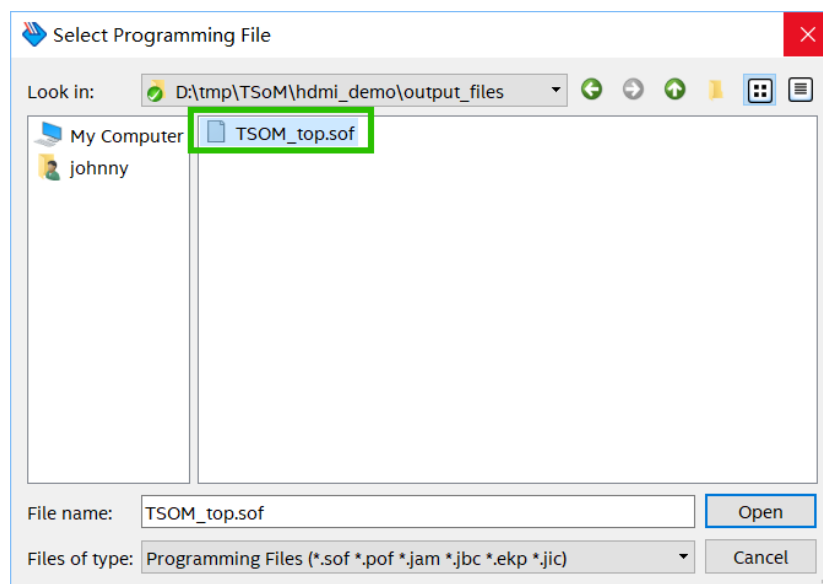 Select Programming File
Look in: D:\tmp\TSoM\hdmi_demo\output_files
My Computer
johnny
TSOM_top.sof
File name: TSOM_top.sof Open
Files of type: Programming Files (*.sof *.pof *.jam *.jbc *.ekp *.jic) Cancel